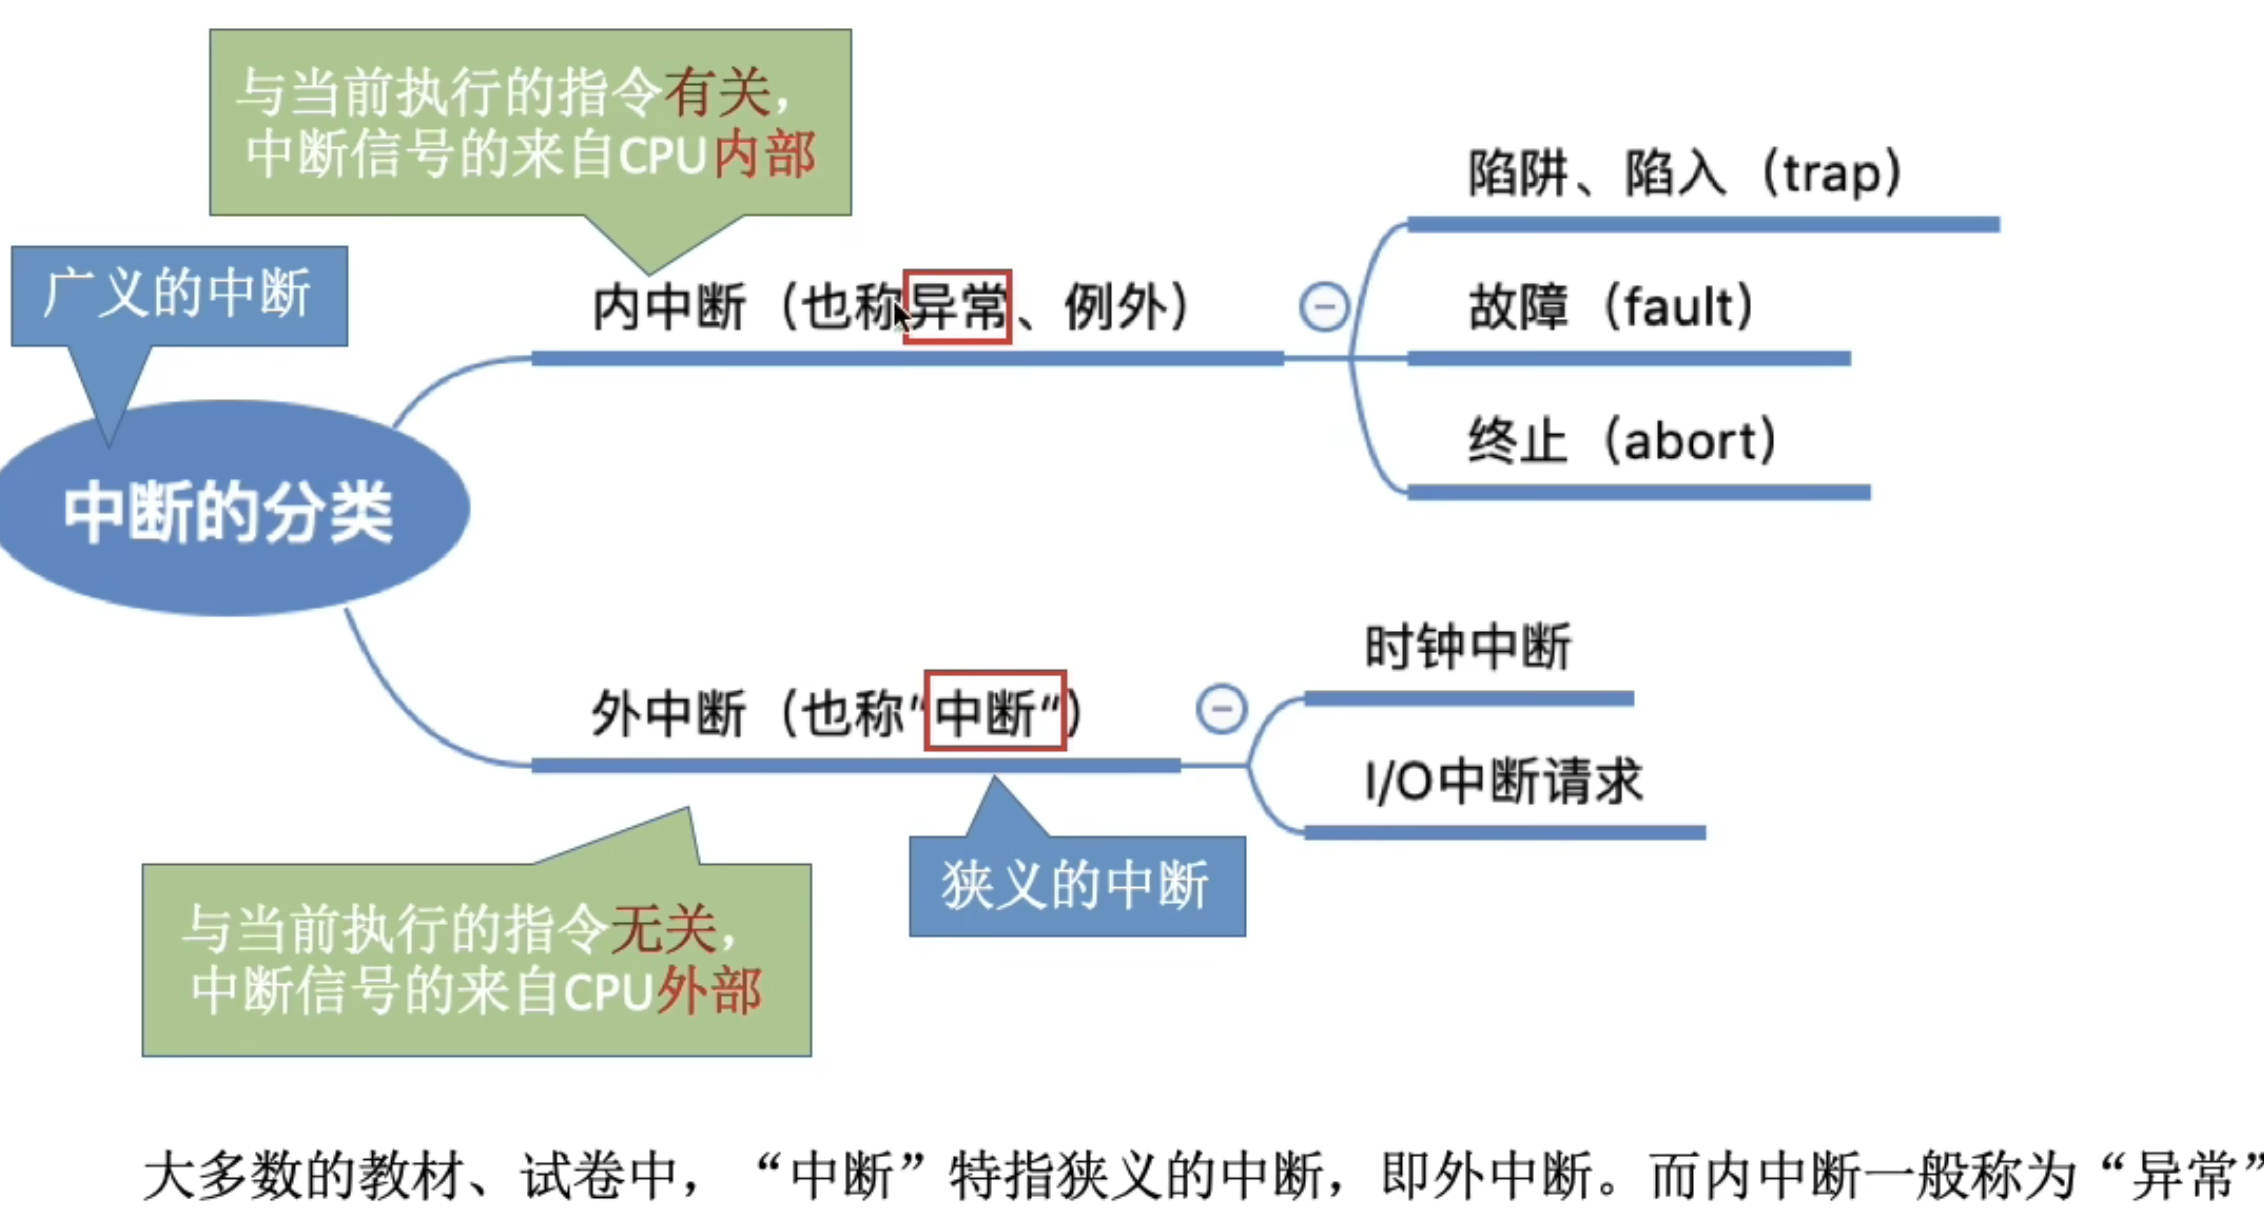 与当前执行的指令有关，
中断信号的来自CPU内部
广义的中断
中断的分类
内中断（也称异常、例外）
陷阱、陷入（trap）
故障（fault）
终止（abort）
外中断（也称“中断“）
时钟中断
I/O中断请求
狭义的中断
与当前执行的指令无关，
中断信号的来自CPU外部
大多数的教材、试卷中，“中断”特指狭义的中断，即外中断。而内中断一般称为“异常”